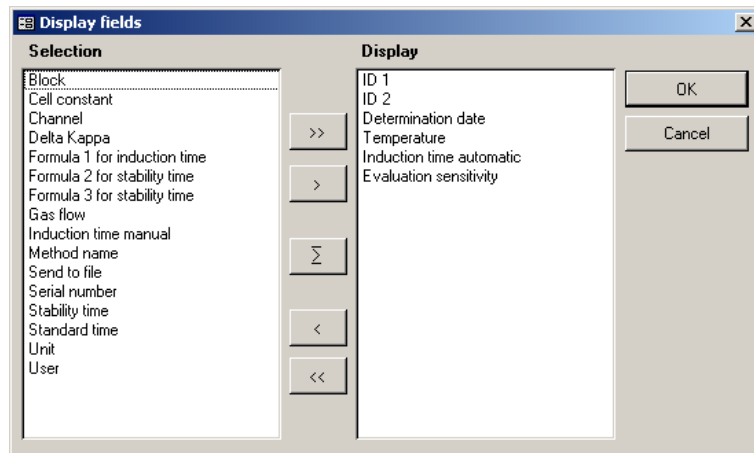 Display fields
Selection
Block
Cell constant
Channel
Delta Kappa
Formula 1 for induction time
Formula 2 for stability time
Formula 3 for stability time
Gas flow
Induction time manual
Method name
Send to file
Serial number
Stability time
Standard time
Unit
User
>>
>
Σ
<
<<
Display
ID 1
ID 2
Determination date
Temperature
Induction time automatic
Evaluation sensitivity
OK
Cancel